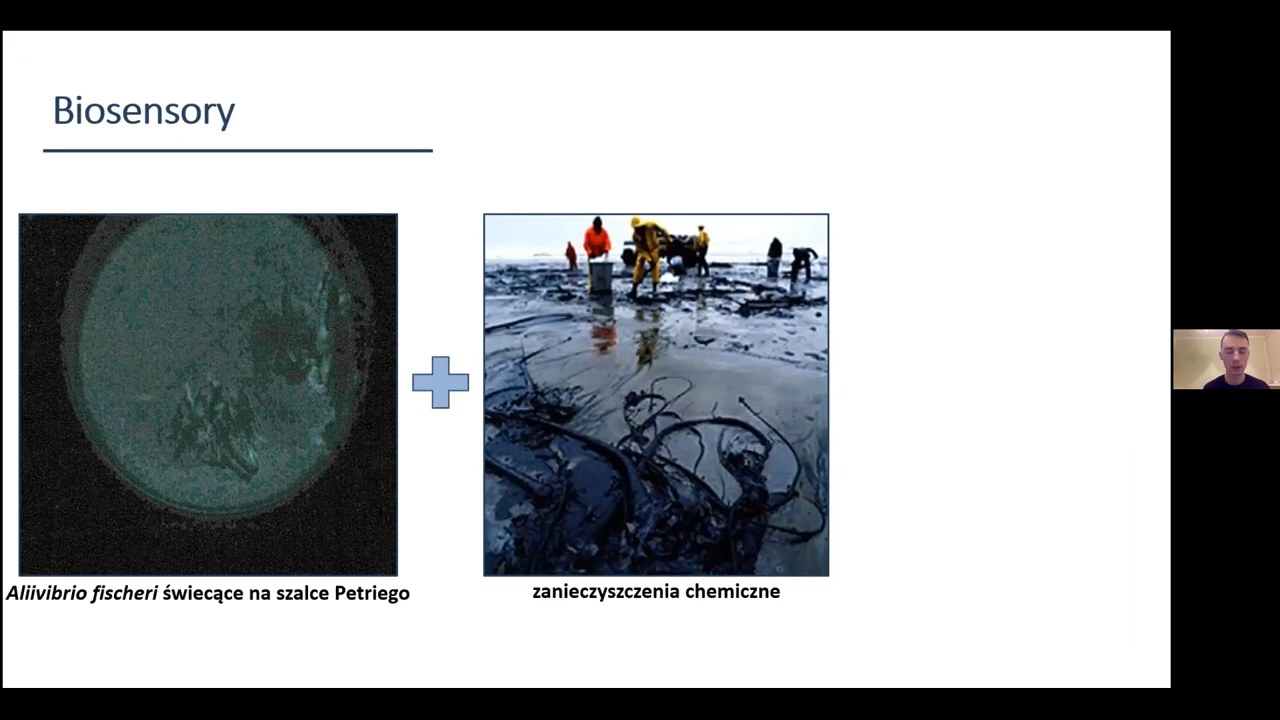 Biosensory
Aliivibrio fischeri świecące na szalce Petriego
zanieczyszczenia chemiczne